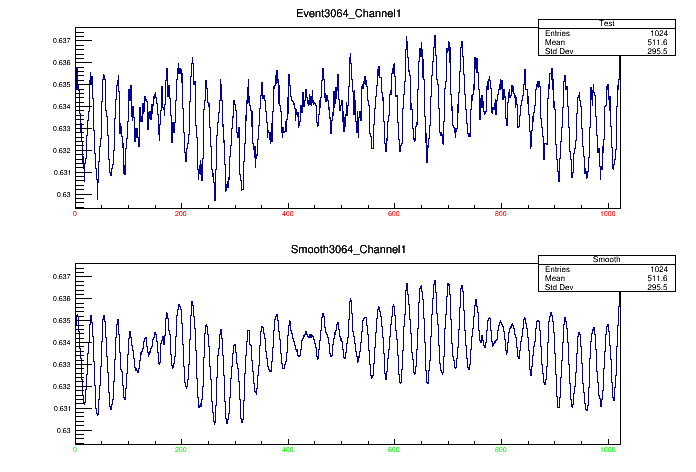 Event3064_Channel1
Test
Entries 1024
Mean 511.6
Std Dev 295.5
0.637
0.636
0.635
0.634
0.633
0.632
0.631
0.63
0 200 400 600 800 1000
Smooth3064_Channel1
Smooth
Entries 1024
Mean 511.6
Std Dev 295.5
0.637
0.636
0.635
0.634
0.633
0.632
0.631
0.63
0 200 400 600 800 1000